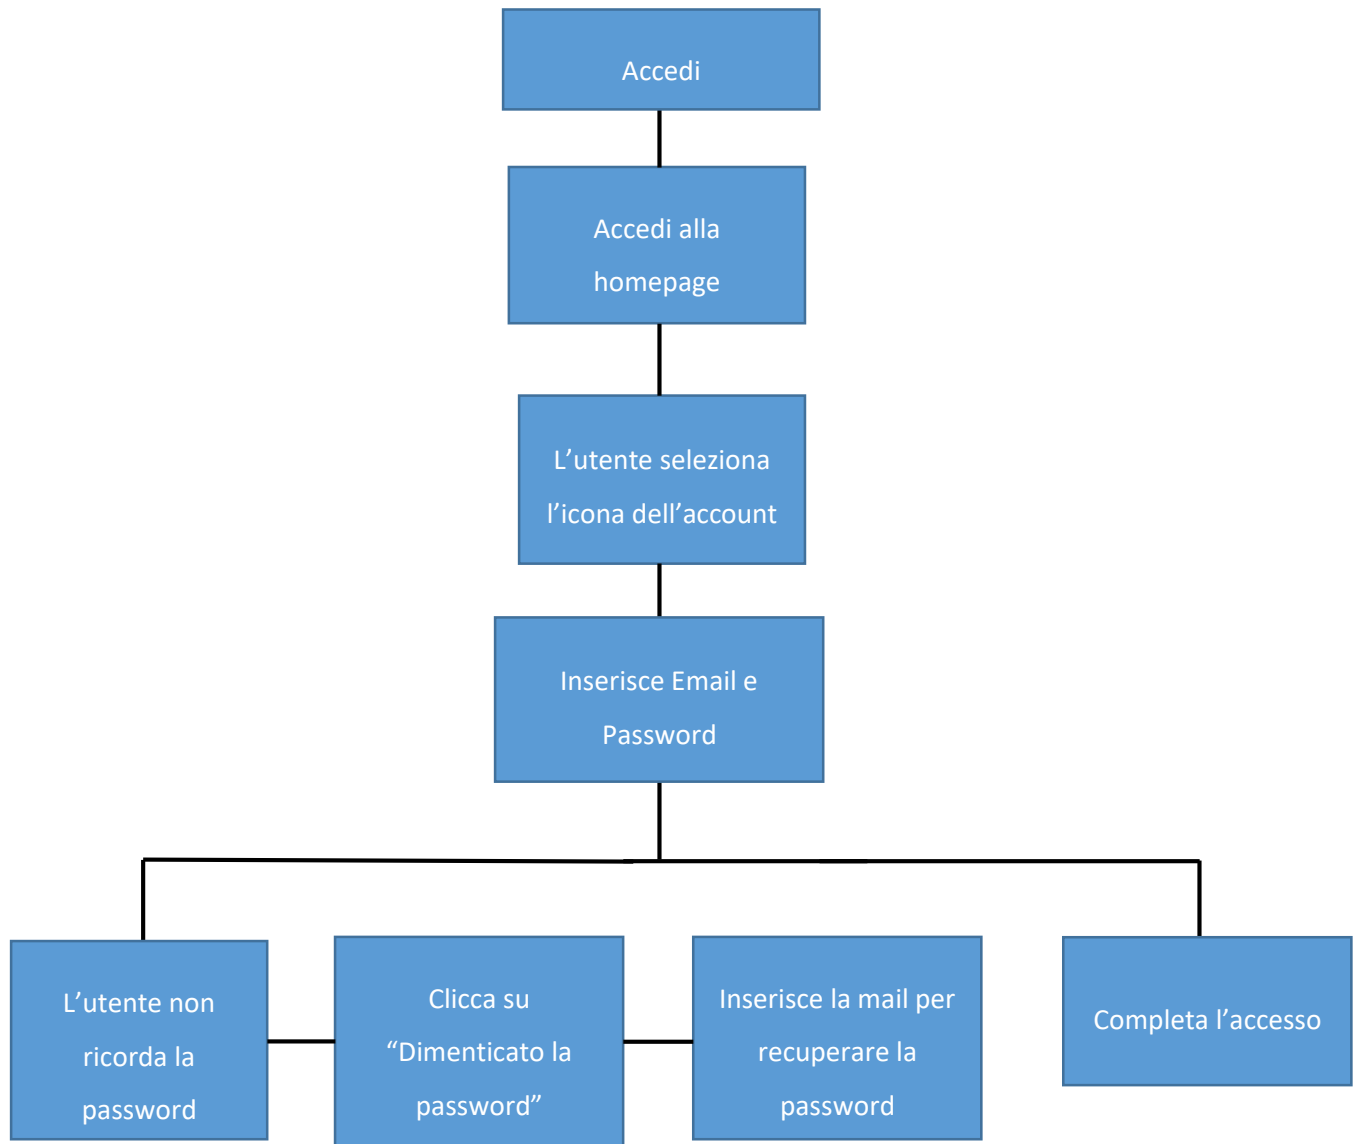 Accedi
Accedi alla
homepage
L’utente seleziona
l’icona dell’account
Inserisce Email e
Password
L’utente non
ricorda la
password
Clicca su
“Dimenticato la
password”
Inserisce la mail per
recuperare la
password
Completa l’accesso